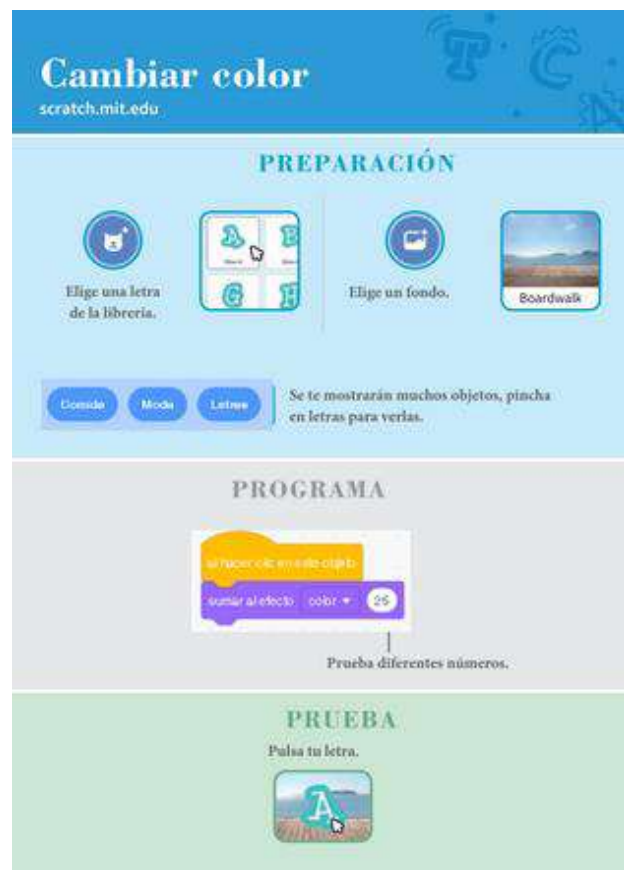 Cambiar color
scratch.mit.edu
PREPARACIÓN
Elige una letra
de la librería.
Elige un fondo.
Boardwalk
Comida Moda Letras
Se te mostrarán muchos objetos, pincha
en letras para verlas.
PROGRAMA
al hacer clic en este objeto
sumar al efecto color 25
Prueba diferentes números.
PRUEBA
Pulsa tu letra.
A